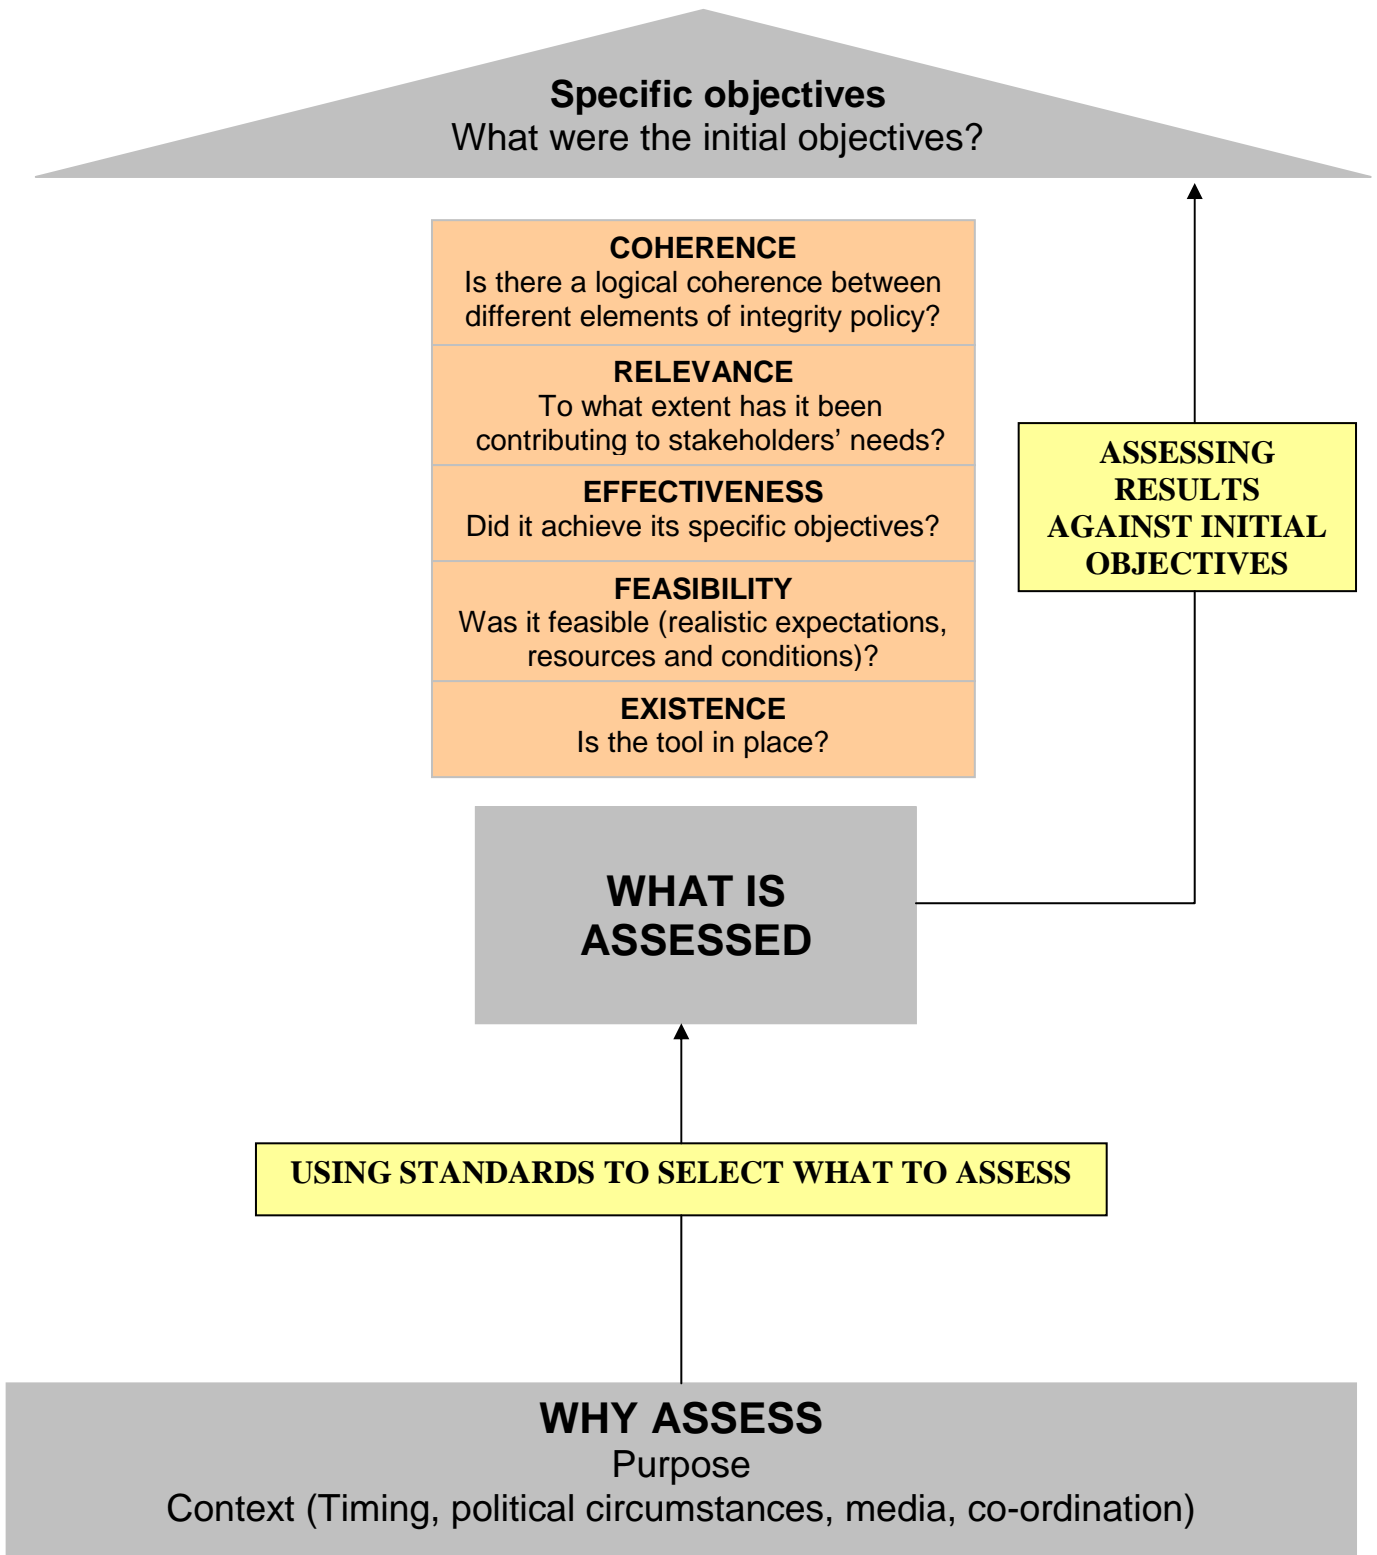 Specific objectives
What were the initial objectives?
COHERENCE
Is there a logical coherence between
different elements of integrity policy?
RELEVANCE
To what extent has it been
contributing to stakeholders’ needs?
EFFECTIVENESS
Did it achieve its specific objectives?
FEASIBILITY
Was it feasible (realistic expectations,
resources and conditions)?
EXISTENCE
Is the tool in place?
ASSESSING
RESULTS
AGAINST INITIAL
OBJECTIVES
WHAT IS
ASSESSED
USING STANDARDS TO SELECT WHAT TO ASSESS
WHY ASSESS
Purpose
Context (Timing, political circumstances, media, co-ordination)